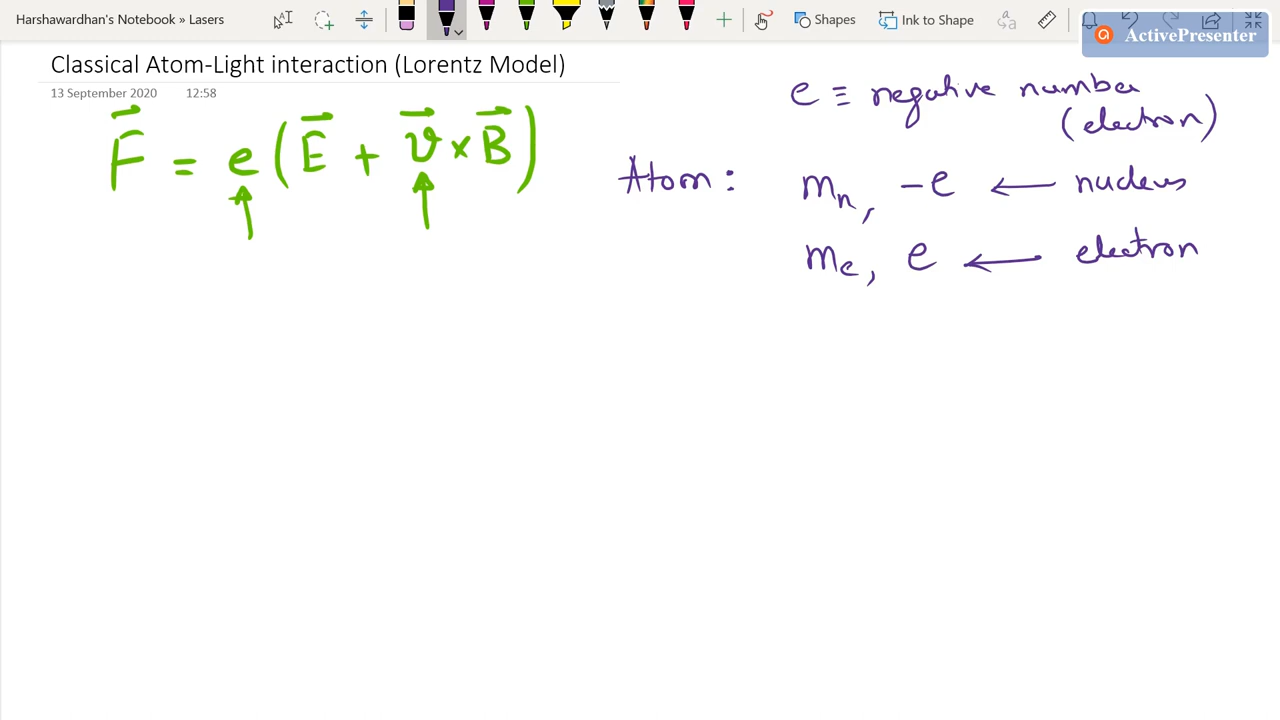 Harshawardhan's Notebook » Lasers
Shapes
Ink to Shape
ActivePresenter
Classical Atom-Light interaction (Lorentz Model)
13 September 2020 12:58
F⃗ = e (E⃗ + v⃗ × B⃗)
e ≡ negative number
(electron)
Atom: mₙ, -e ← nucleus
mₑ, e ← electron